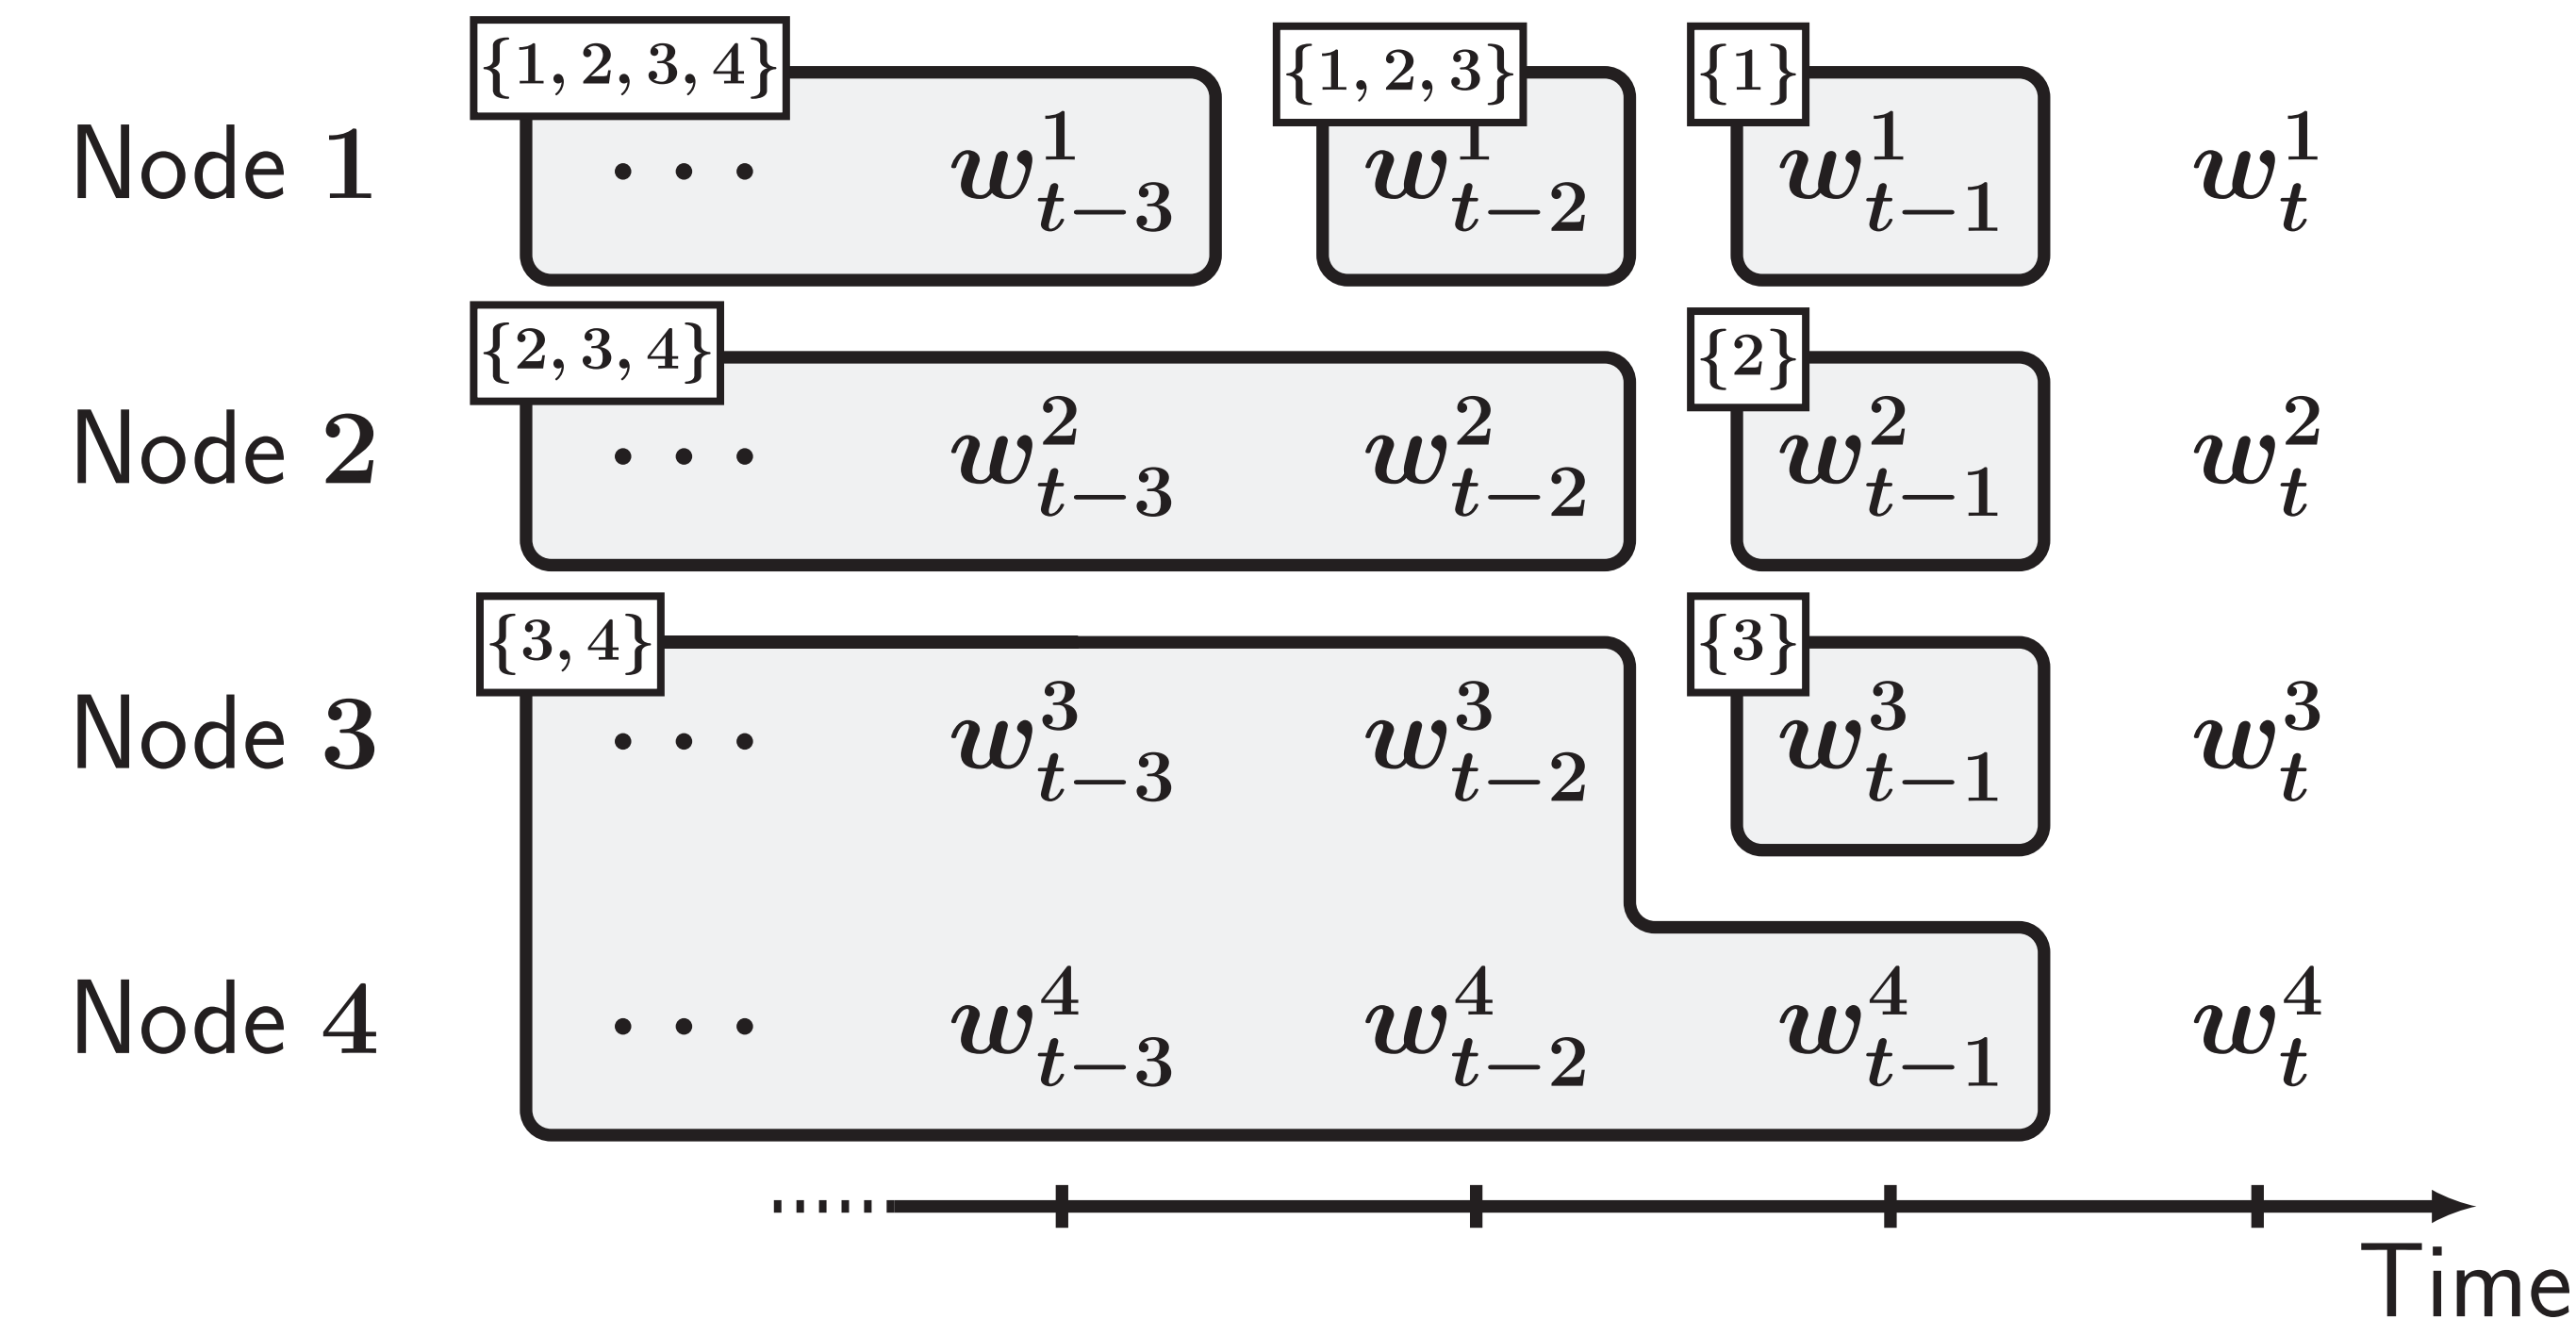 {1, 2, 3, 4} {1, 2, 3} {1}
Node 1 · · · w^1_{t−3} w^1_{t−2} w^1_{t−1} w^1_t
{2, 3, 4} {2}
Node 2 · · · w^2_{t−3} w^2_{t−2} w^2_{t−1} w^2_t
{3, 4} {3}
Node 3 · · · w^3_{t−3} w^3_{t−2} w^3_{t−1} w^3_t
Node 4 · · · w^4_{t−3} w^4_{t−2} w^4_{t−1} w^4_t
Time